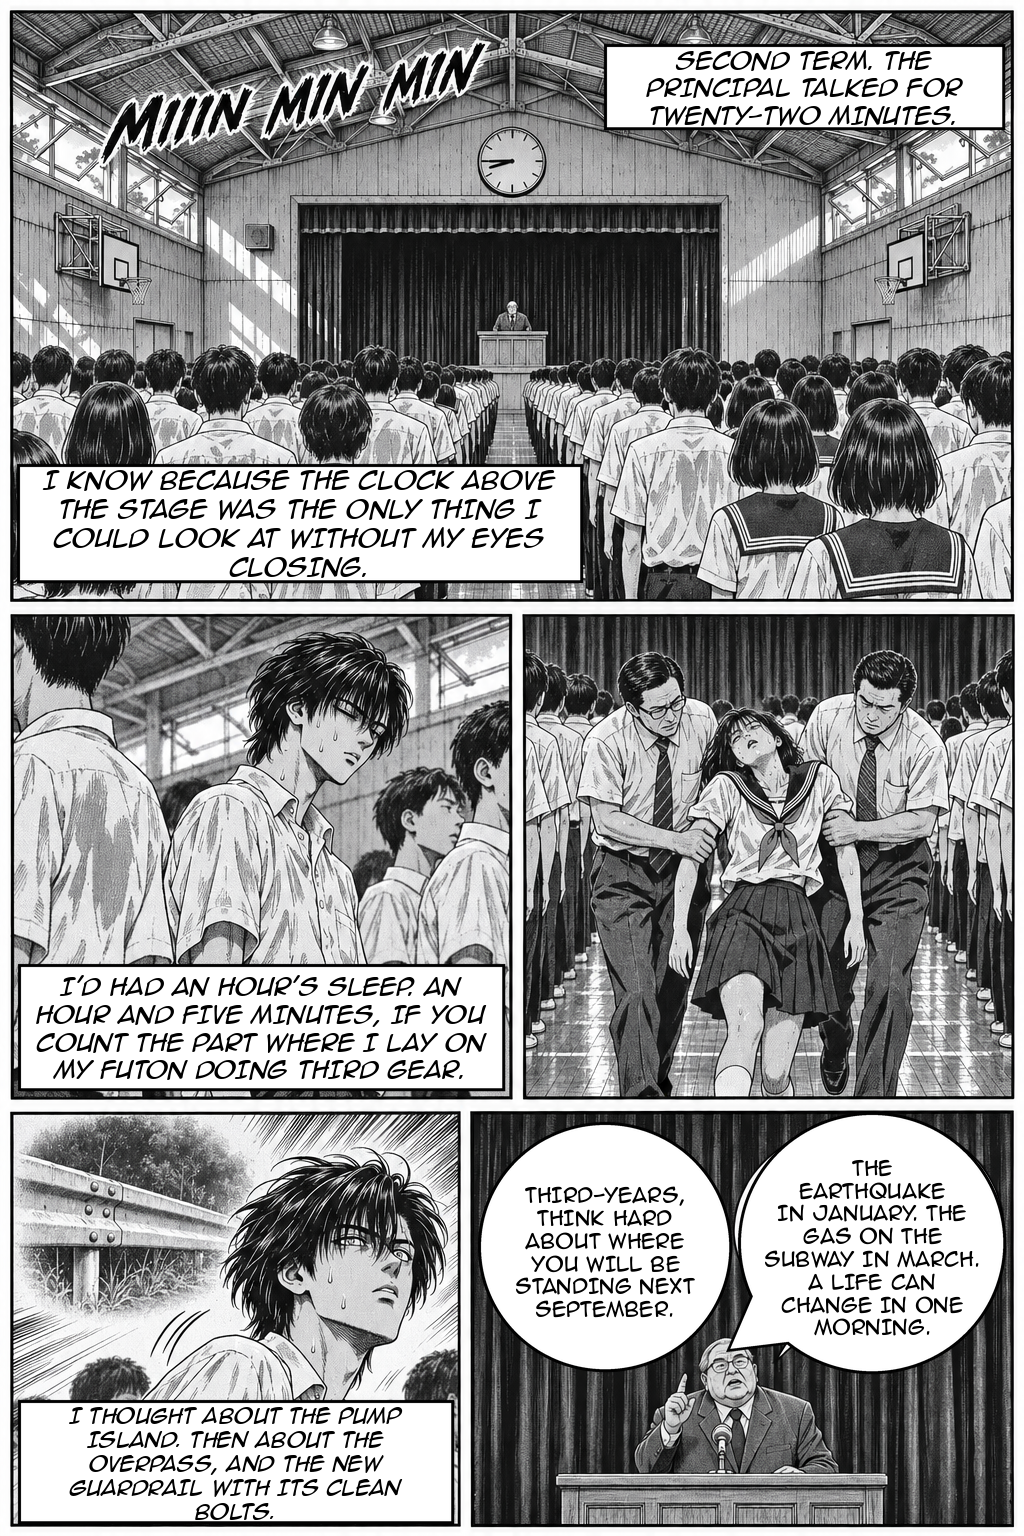 MIIIN MIN MIN
SECOND TERM. THE
PRINCIPAL TALKED FOR
TWENTY-TWO MINUTES.
I KNOW BECAUSE THE CLOCK ABOVE
THE STAGE WAS THE ONLY THING I
COULD LOOK AT WITHOUT MY EYES
CLOSING.
I'D HAD AN HOUR'S SLEEP. AN
HOUR AND FIVE MINUTES, IF YOU
COUNT THE PART WHERE I LAY ON
MY FUTON DOING THIRD GEAR.
I THOUGHT ABOUT THE PUMP
ISLAND. THEN ABOUT THE
OVERPASS, AND THE NEW
GUARDRAIL WITH ITS CLEAN
BOLTS.
THIRD-YEARS,
THINK HARD
ABOUT WHERE
YOU WILL BE
STANDING NEXT
SEPTEMBER.
THE
EARTHQUAKE
IN JANUARY. THE
GAS ON THE
SUBWAY IN MARCH.
A LIFE CAN
CHANGE IN ONE
MORNING.